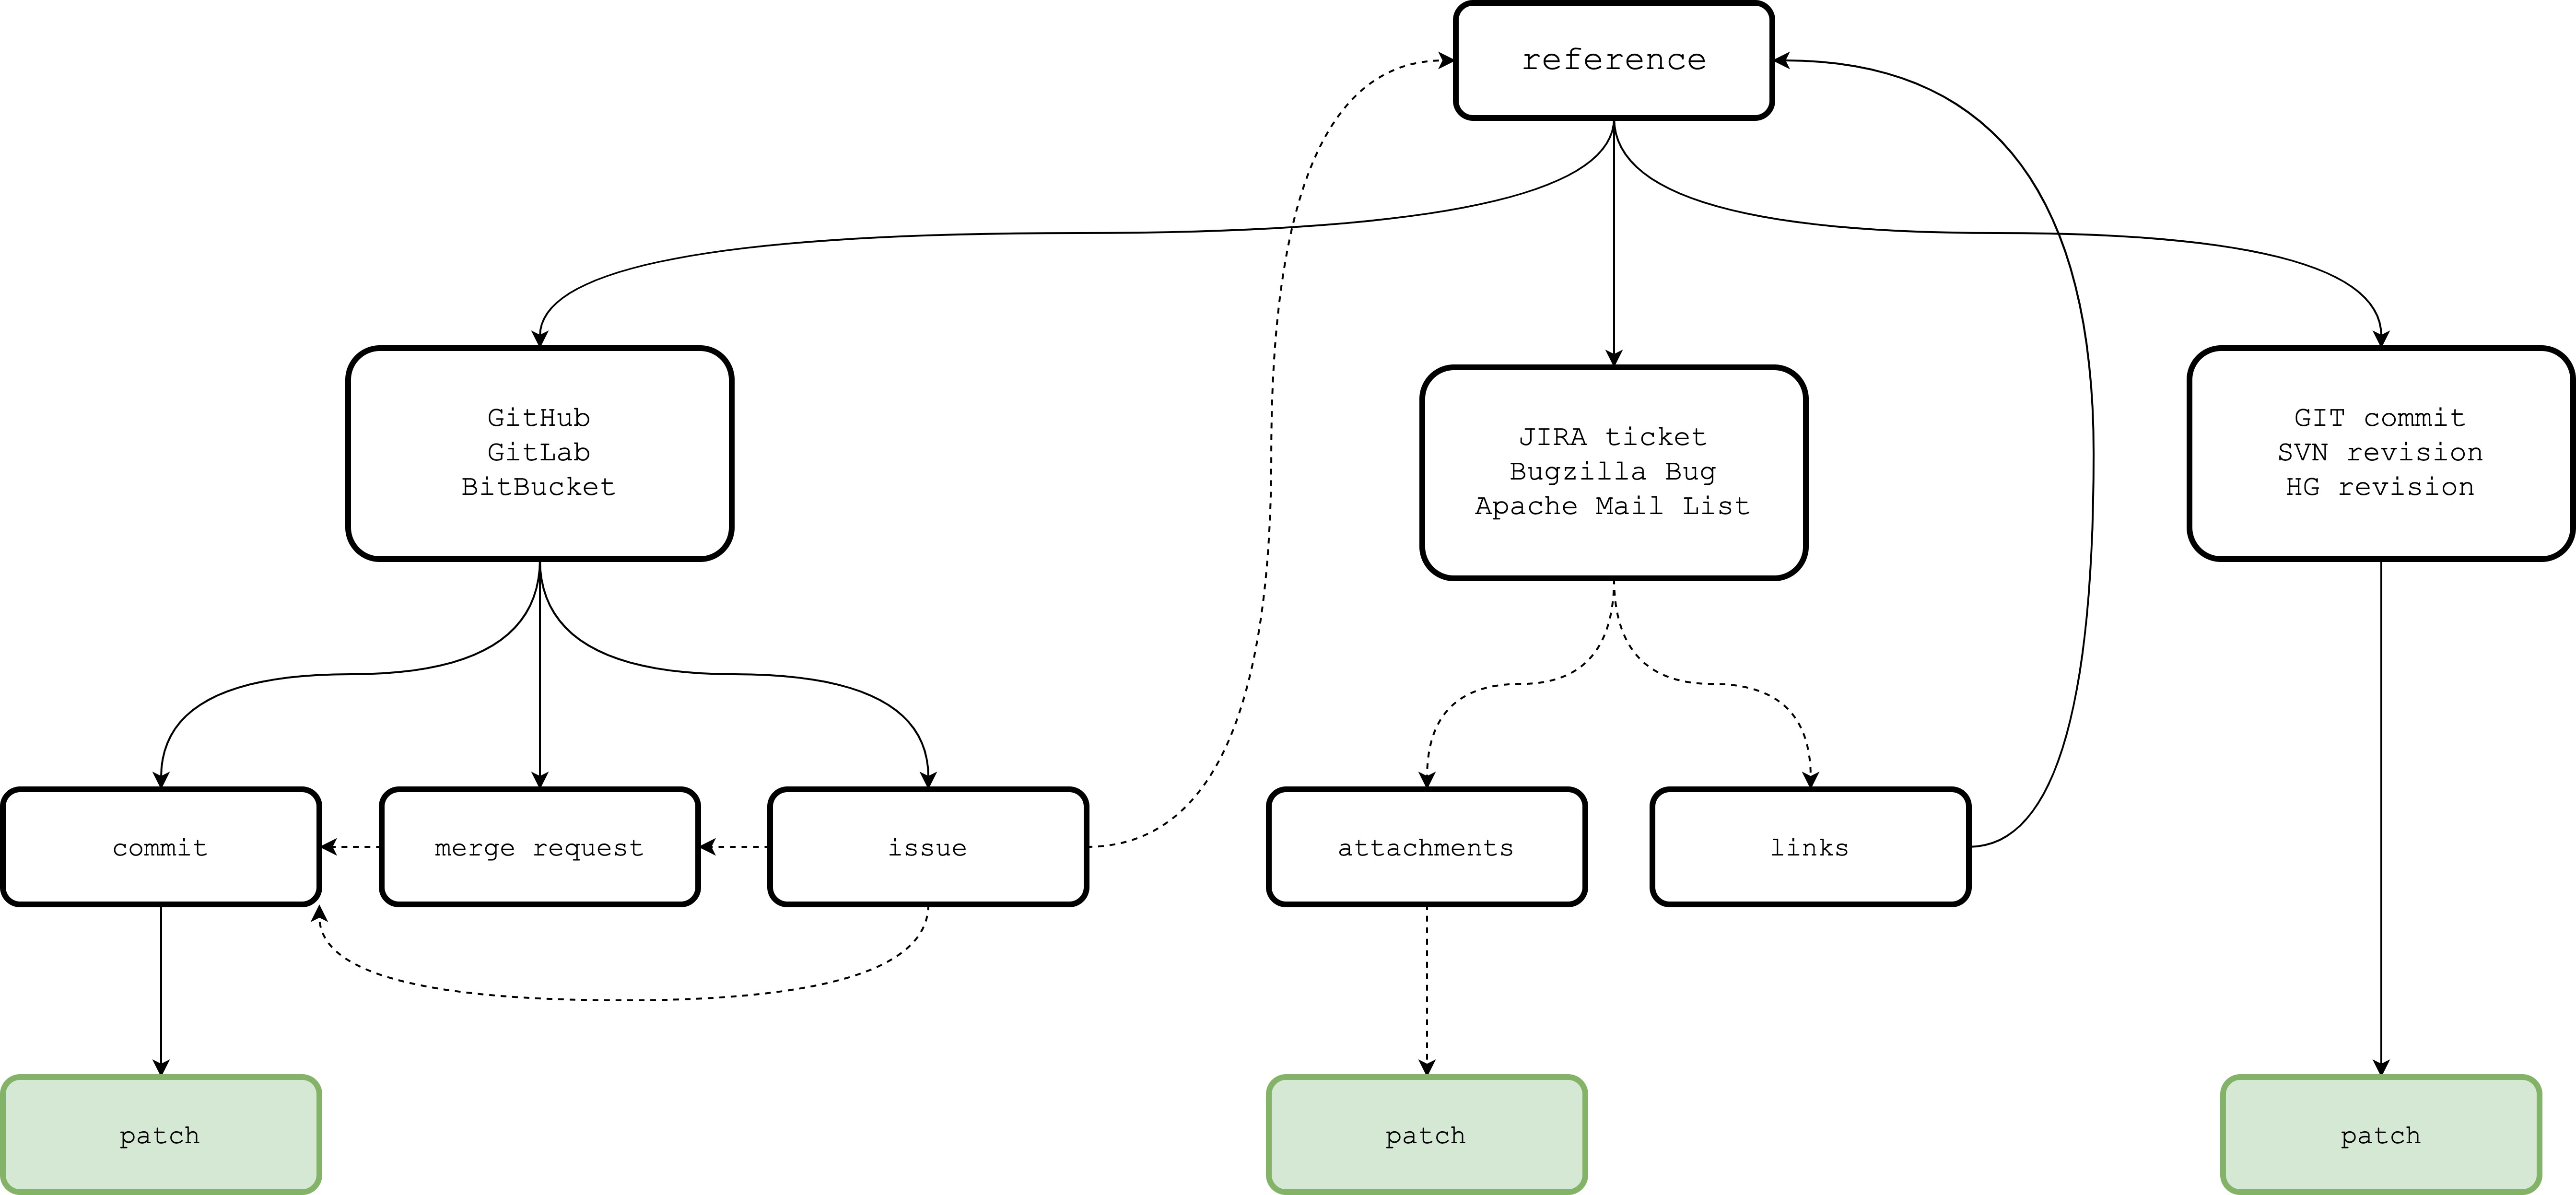 reference
GitHub
GitLab
BitBucket
JIRA ticket
Bugzilla Bug
Apache Mail List
GIT commit
SVN revision
HG revision
commit
merge request
issue
attachments
links
patch
patch
patch